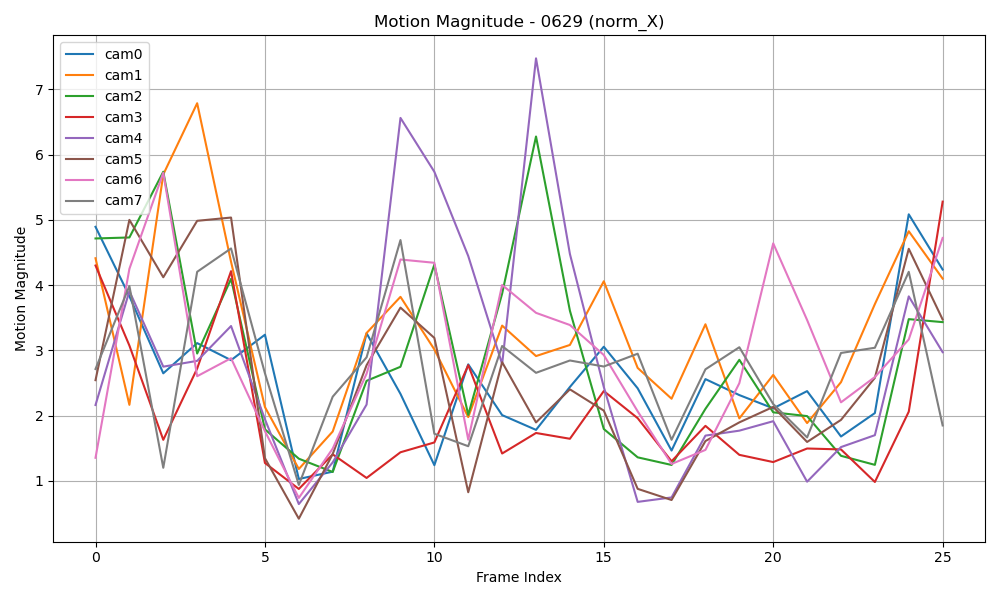 Motion Magnitude - 0629 (norm_X)
cam0
cam1
cam2
cam3
cam4
cam5
cam6
cam7
Motion Magnitude
7
6
5
4
3
2
1
0 5 10 15 20 25
Frame Index